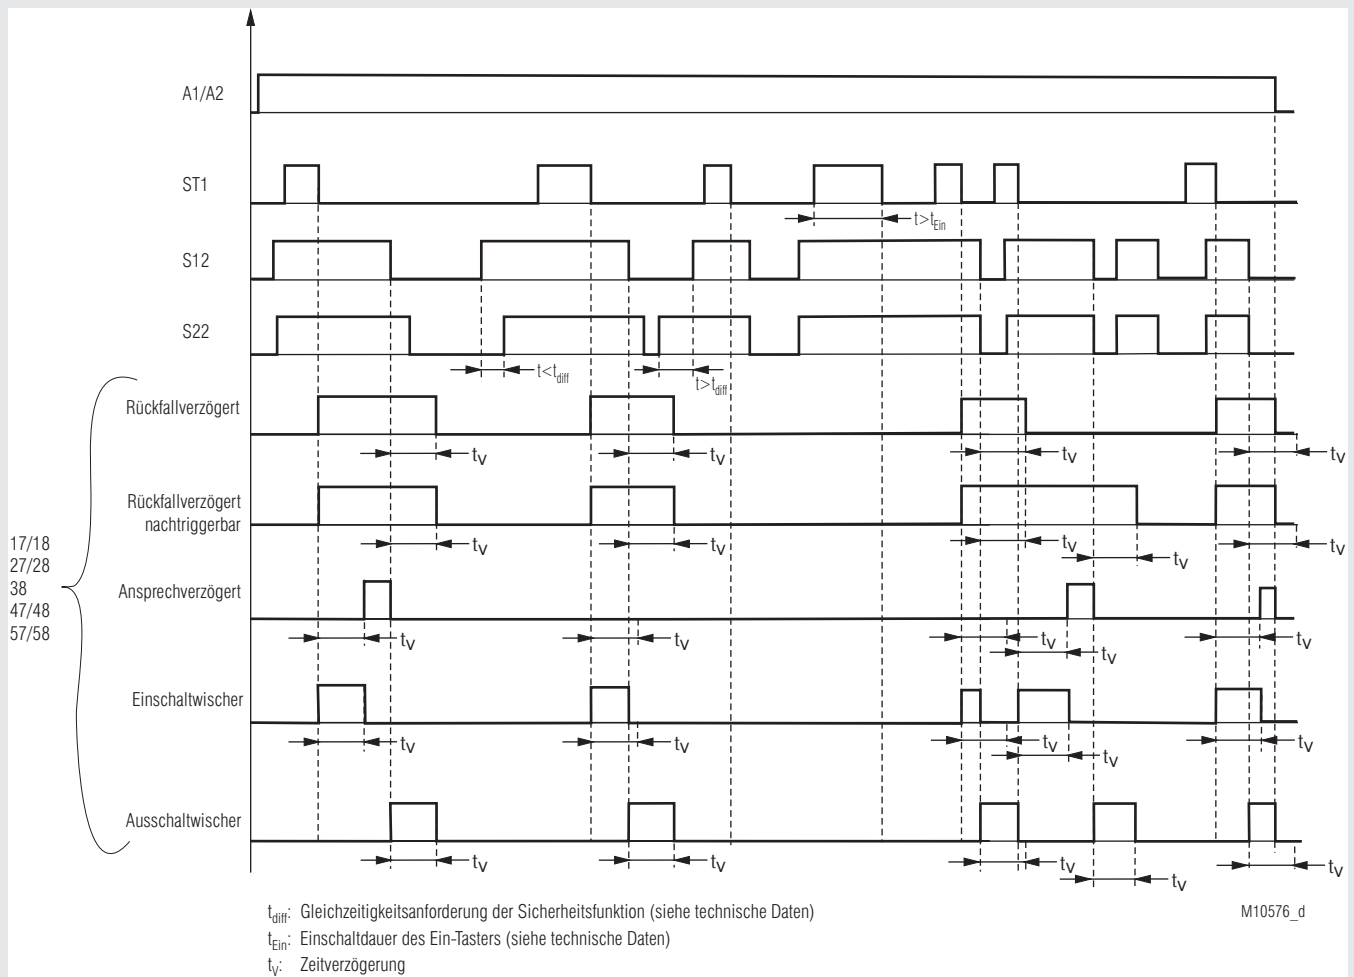 A1/A2
ST1
t>tEin
S12
S22
t<tdiff
t>tdiff
Rückfallverzögert
tV tV tV tV
Rückfallverzögert
nachtriggerbar
tV tV tV tV
tV
17/18
27/28
38
47/48
57/58
Ansprechverzögert
tV tV tV tV
tV
Einschaltwischer
tV tV tV tV
tV
Ausschaltwischer
tV tV tV tV
tV
tdiff: Gleichzeitigkeitsanforderung der Sicherheitsfunktion (siehe technische Daten)
M10576_d
tEin: Einschaltdauer des Ein-Tasters (siehe technische Daten)
tV: Zeitverzögerung